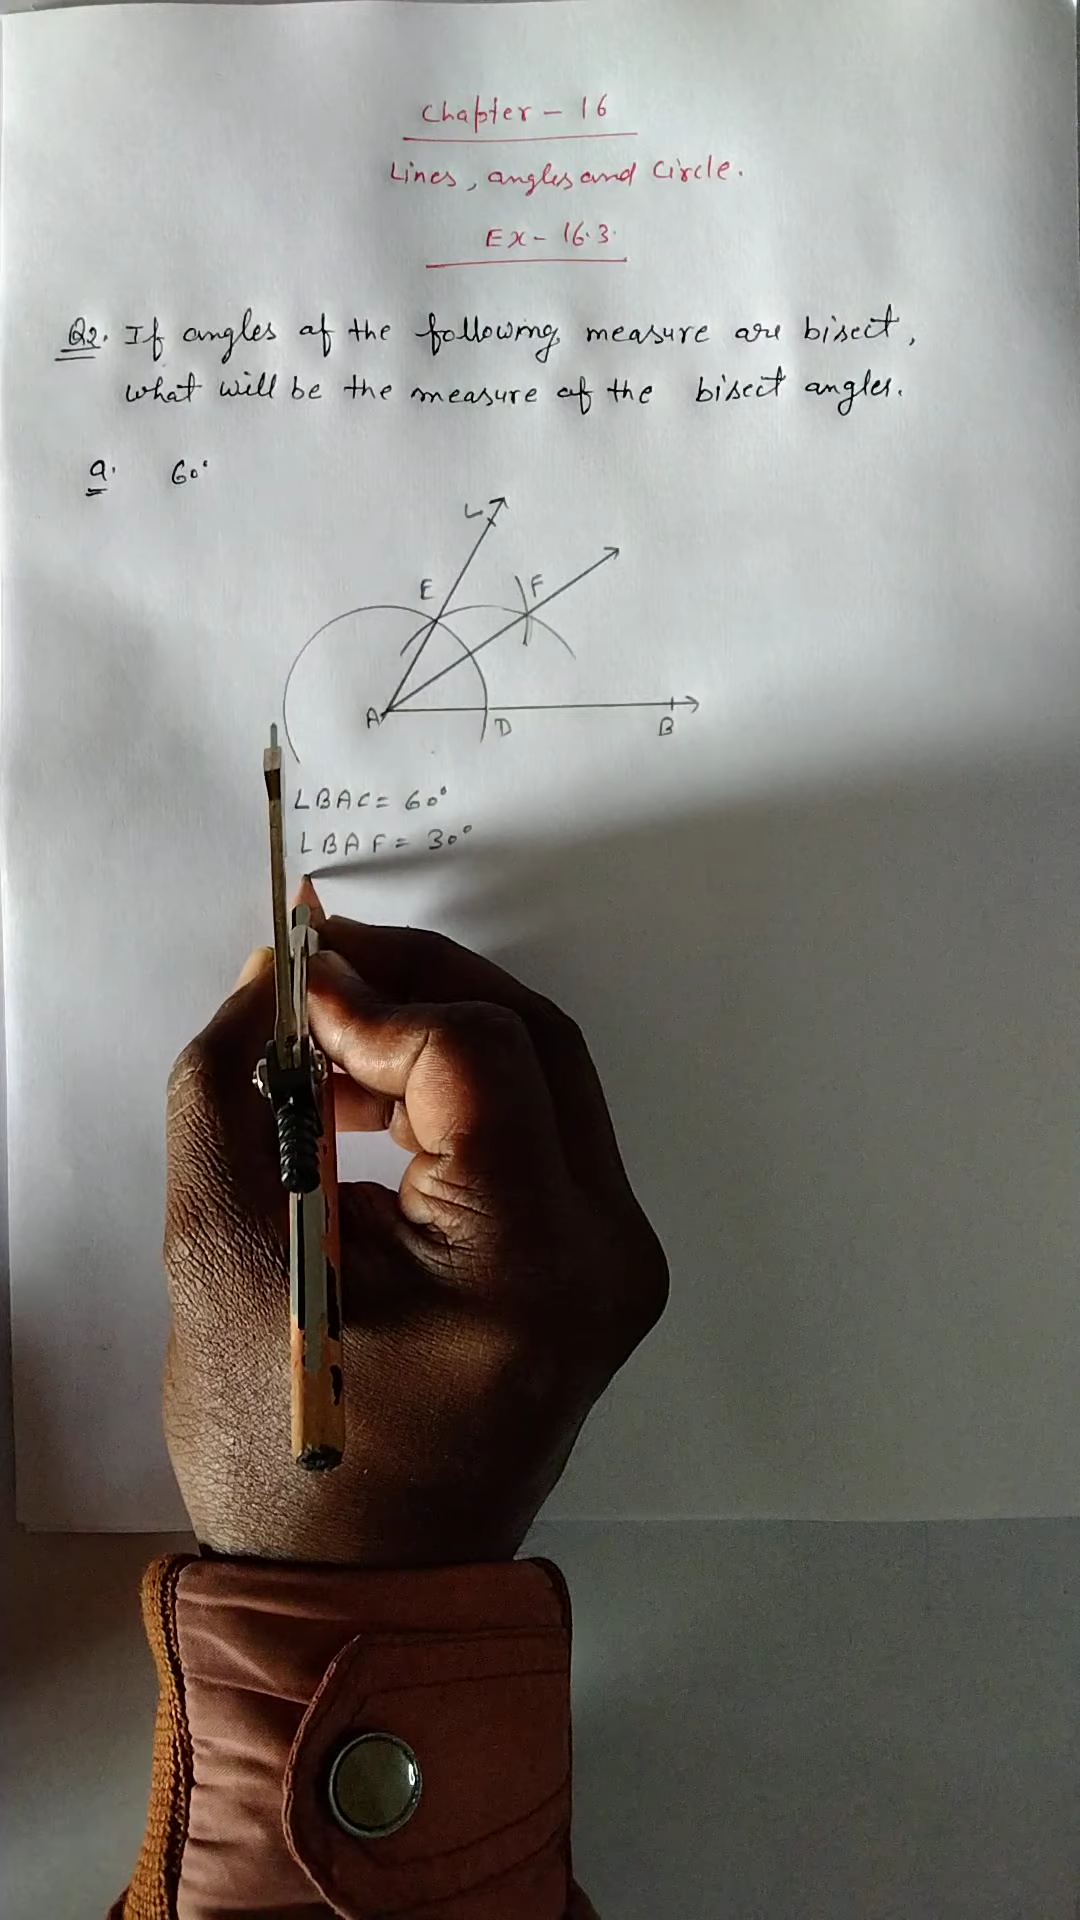 Chapter - 16
Lines, angles and Circle.
Ex - 16.3.
Q2. If angles of the following measure are bisect,
what will be the measure of the bisect angles.
a. 60°
C
E
F
A
D
B
∠BAC = 60°
∠BAF = 30°